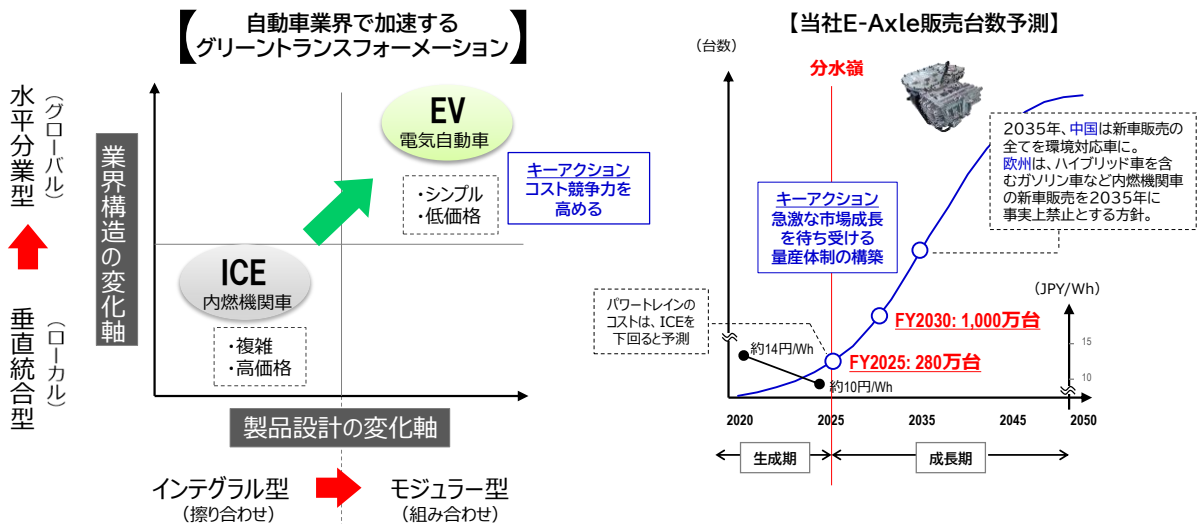 【自動車業界で加速する
グリーントランスフォーメーション】
水平分業型
(グローバル)
垂直統合型
(ローカル)
業界構造の変化軸
EV
電気自動車
・シンプル
・低価格
キーアクション
コスト競争力を
高める
ICE
内燃機関車
・複雑
・高価格
製品設計の変化軸
インテグラル型
(擦り合わせ)
モジュラー型
(組み合わせ)
【当社E-Axle販売台数予測】
(台数)
分水嶺
2035年、中国は新車販売の
全てを環境対応車に。
欧州は、ハイブリッド車を含
むガソリン車など内燃機関車
の新車販売を2035年に
事実上禁止とする方針。
キーアクション
急激な市場成長
を待ち受ける
量産体制の構築
(JPY/Wh)
パワートレインの
コストは、ICEを
下回ると予測
FY2030: 1,000万台
15
約14円/Wh
FY2025: 280万台
10
約10円/Wh
2020 2025 2035 2045 2050
生成期
成長期